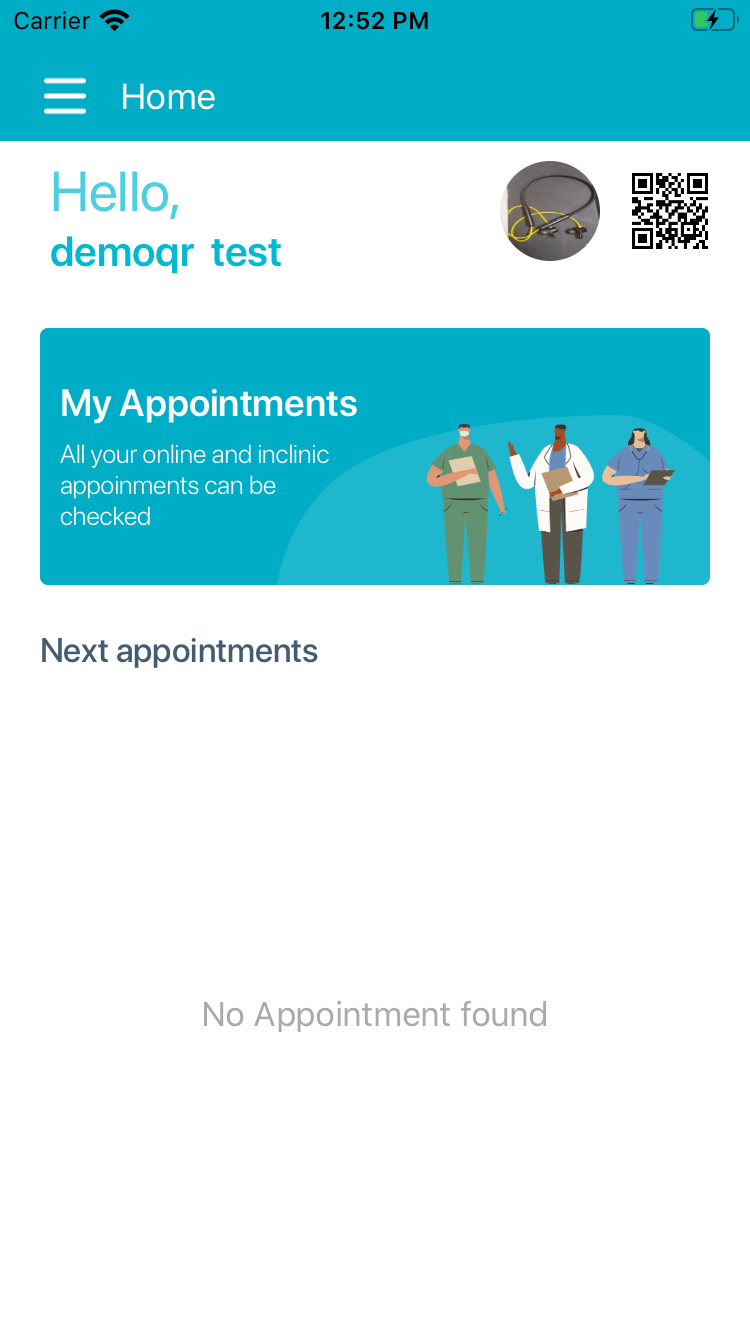 Carrier 12:52 PM
Home
Hello,
demoqr test
My Appointments
All your online and inclinic
appoinments can be
checked
Next appointments
No Appointment found